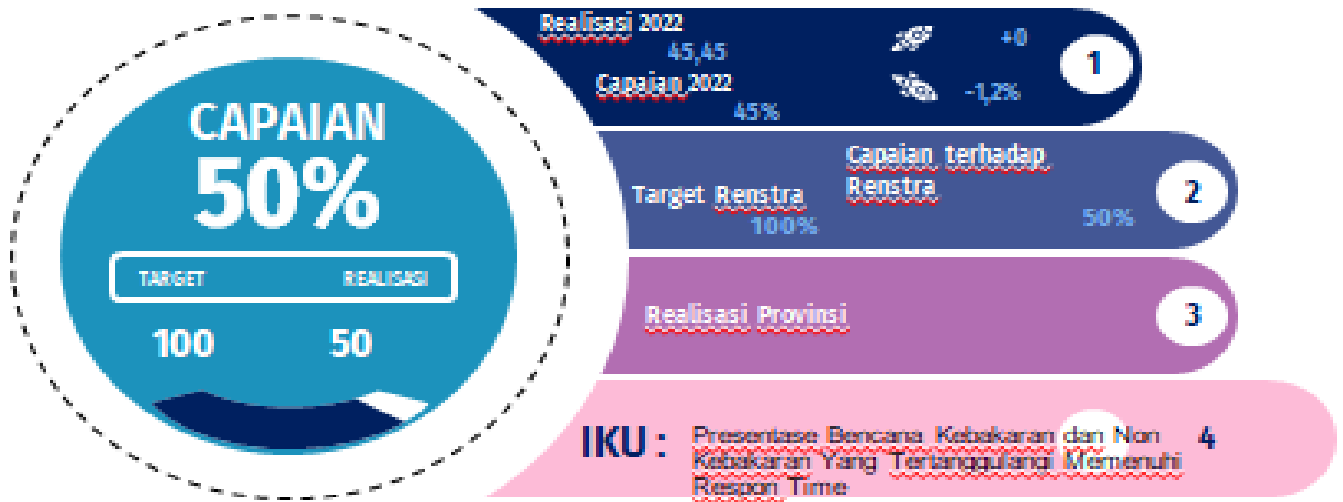 CAPAIAN
50%
TARGET REALISASI
100 50
Realisasi 2022
45,45
+0
Capaian 2022
45%
-1,2%
1
Target Renstra
100%
Capaian terhadap
Renstra
50%
2
Realisasi Provinsi
3
IKU :
Presentase Bencana Kebakaran dan Non
Kebakaran Yang Tertanggulangi Memenuhi
Respon Time
4